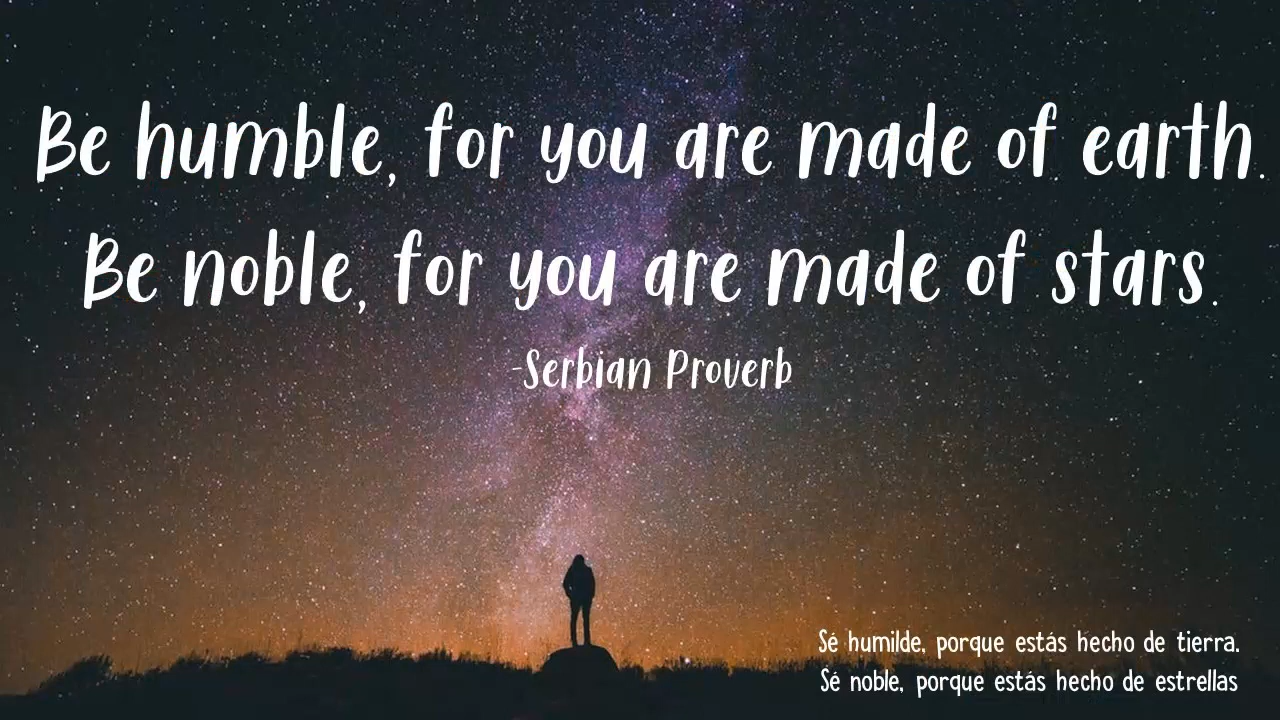 Be humble, for you are made of earth.
Be noble, for you are made of stars.
-Serbian Proverb
Sé humilde, porque estás hecho de tierra.
Sé noble, porque estás hecho de estrellas